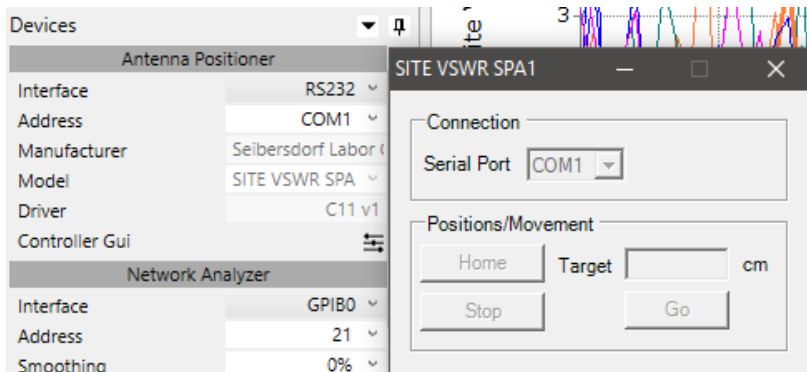 Devices
Antenna Positioner
Interface RS232
Address COM1
Manufacturer Seibersdorf Labor
Model SITE VSWR SPA
Driver C11 v1
Controller Gui
Network Analyzer
Interface GPIB0
Address 21
Smoothing 0%
3
SITE VSWR SPA1
Connection
Serial Port COM1
Positions/Movement
Home Target cm
Stop Go